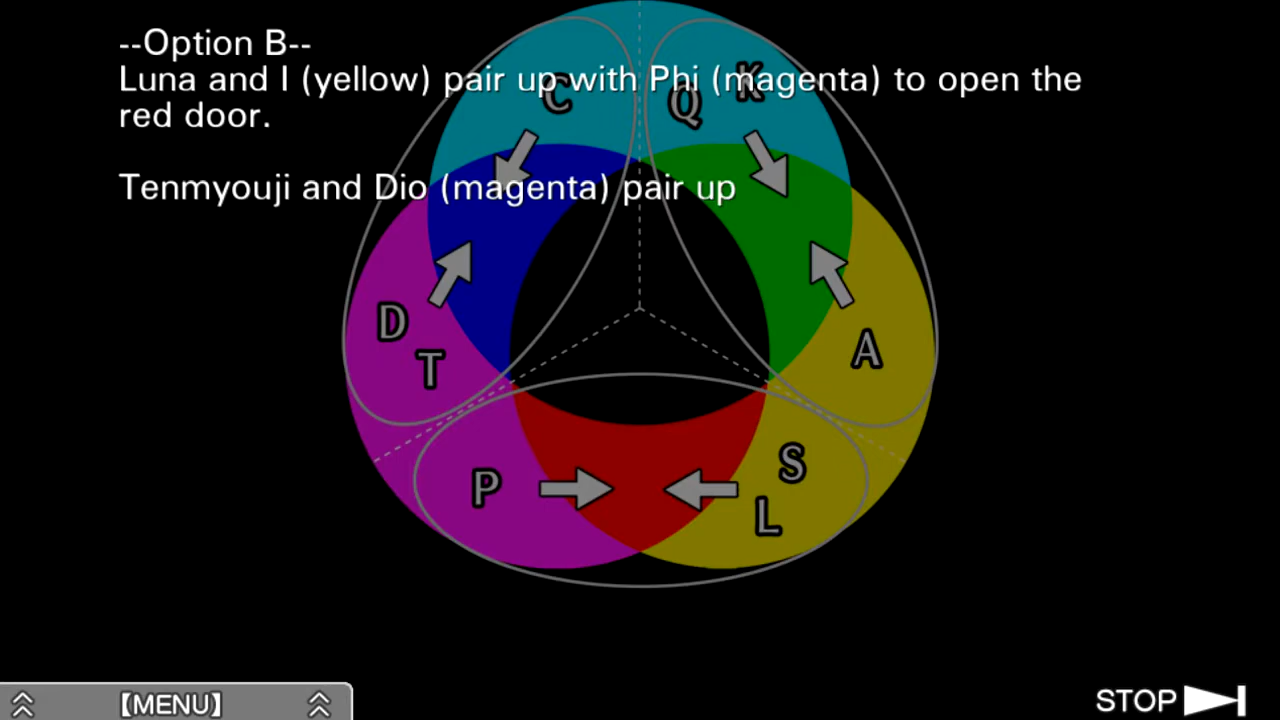 --Option B--
Luna and I (yellow) pair up with Phi (magenta) to open the
red door.
Tenmyouji and Dio (magenta) pair up
C
Q
K
D
T
A
P
S
L
【MENU】
STOP